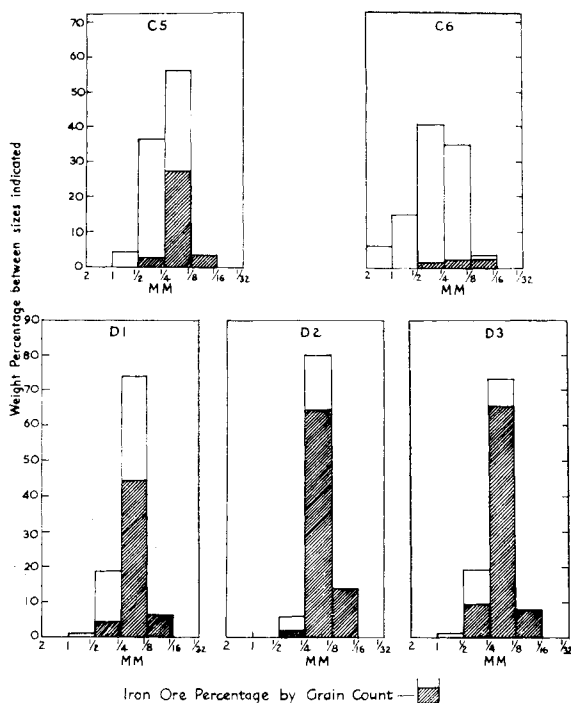 C5
C6
70
60
50
40
30
20
10
0
2 1 1/2 1/4 1/8 1/16 1/32
MM
2 1 1/2 1/4 1/8 1/16 1/32
MM
Weight Percentage between sizes indicated
D1
D2
D3
90
80
70
60
50
40
30
20
10
0
2 1 1/2 1/4 1/8 1/16 1/32
MM
2 1 1/2 1/4 1/8 1/16 1/32
MM
2 1 1/2 1/4 1/8 1/16 1/32
MM
Iron Ore Percentage by Grain Count